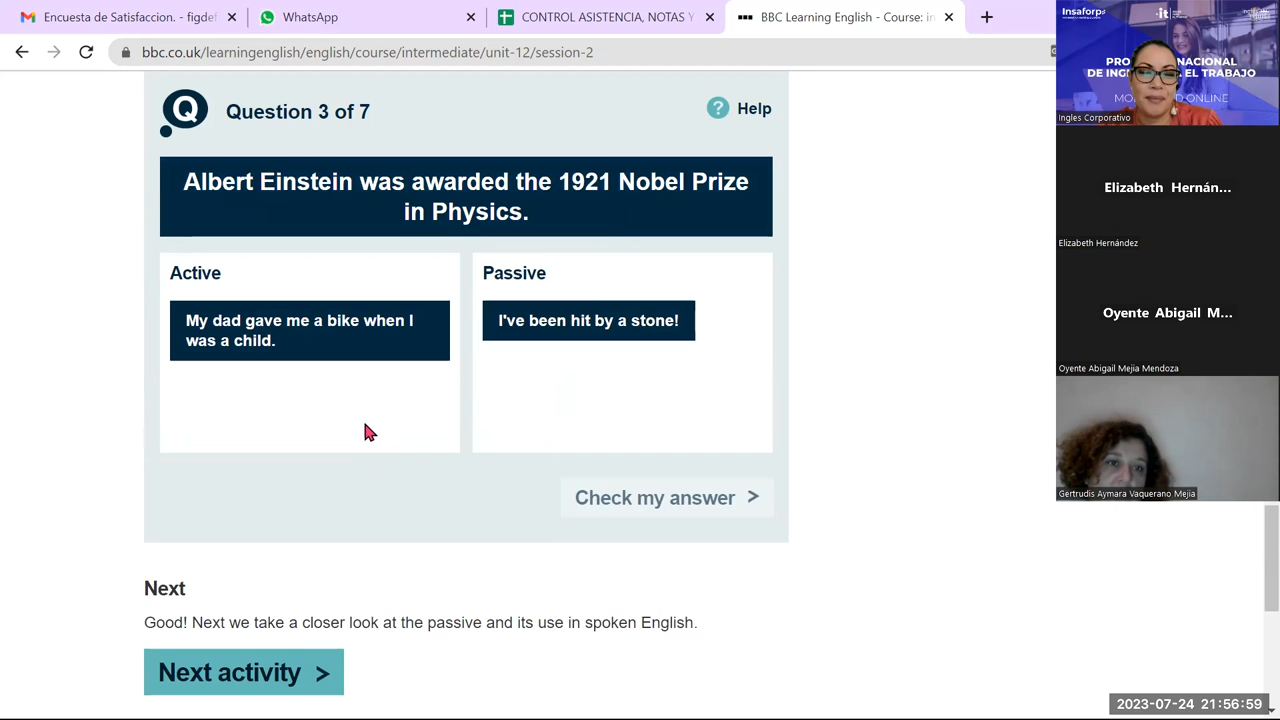 Encuesta de Satisfaccion. - figdef
WhatsApp
CONTROL ASISTENCIA, NOTAS Y
BBC Learning English - Course: in
bbc.co.uk/learningenglish/english/course/intermediate/unit-12/session-2
Question 3 of 7
? Help
Albert Einstein was awarded the 1921 Nobel Prize
in Physics.
Active
Passive
My dad gave me a bike when I
was a child.
I've been hit by a stone!
Check my answer >
Next
Good! Next we take a closer look at the passive and its use in spoken English.
Next activity >
Insaforp
Ingles Corporativo
Elizabeth Hernán...
Elizabeth Hernández
Oyente Abigail M...
Oyente Abigail Mejia Mendoza
Gertrudis Aymara Vaquerano Mejia
2023-07-24 21:56:59